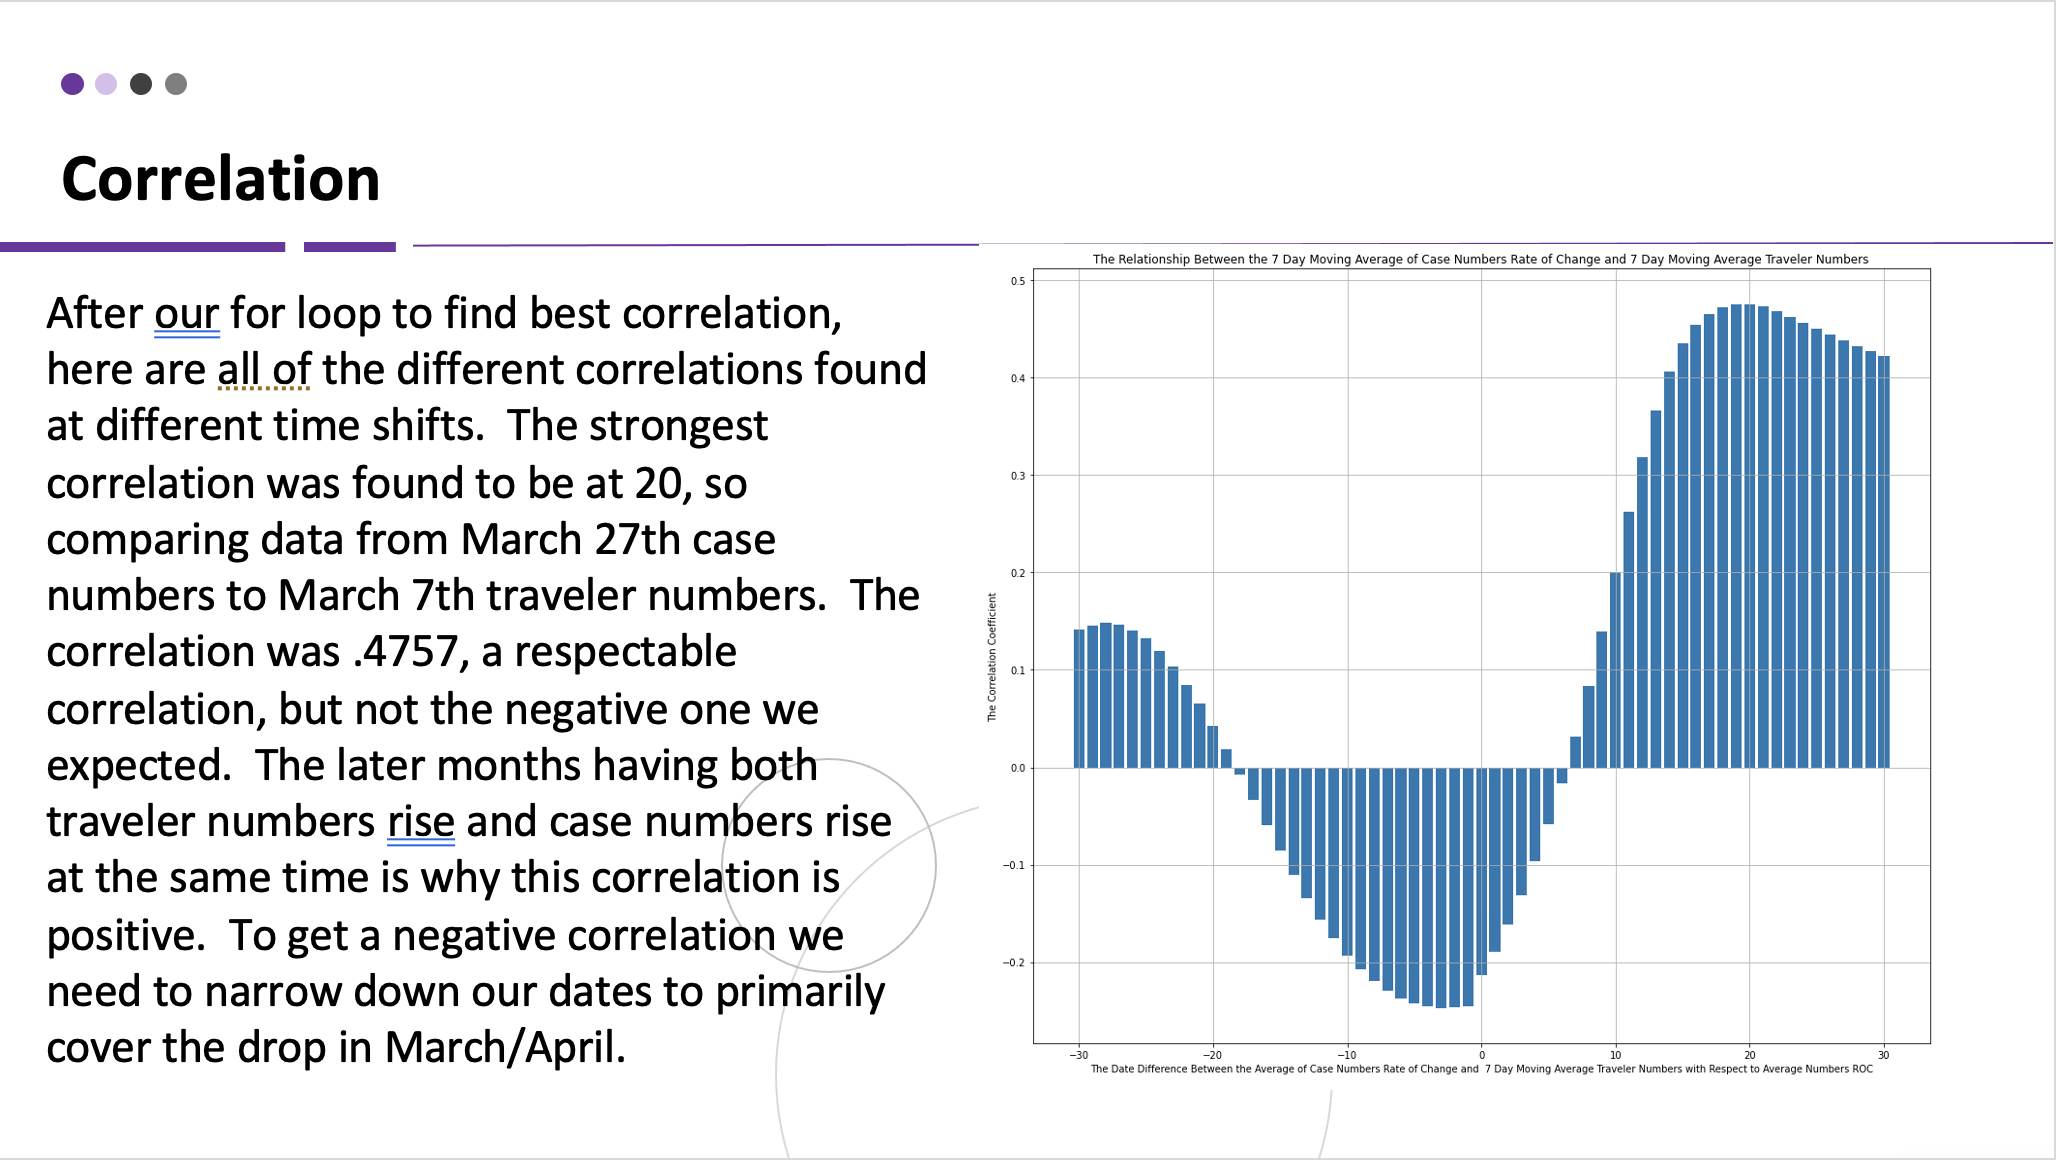 Correlation
After our for loop to find best correlation,
here are all of the different correlations found
at different time shifts.  The strongest
correlation was found to be at 20, so
comparing data from March 27th case
numbers to March 7th traveler numbers.  The
correlation was .4757, a respectable
correlation, but not the negative one we
expected.  The later months having both
traveler numbers rise and case numbers rise
at the same time is why this correlation is
positive.  To get a negative correlation we
need to narrow down our dates to primarily
cover the drop in March/April.
The Relationship Between the 7 Day Moving Average of Case Numbers Rate of Change and 7 Day Moving Average Traveler Numbers
The Correlation Coefficient
0.5
0.4
0.3
0.2
0.1
0.0
−0.1
−0.2
−30 −20 −10 0 10 20 30
The Date Difference Between the Average of Case Numbers Rate of Change and  7 Day Moving Average Traveler Numbers with Respect to Average Numbers ROC